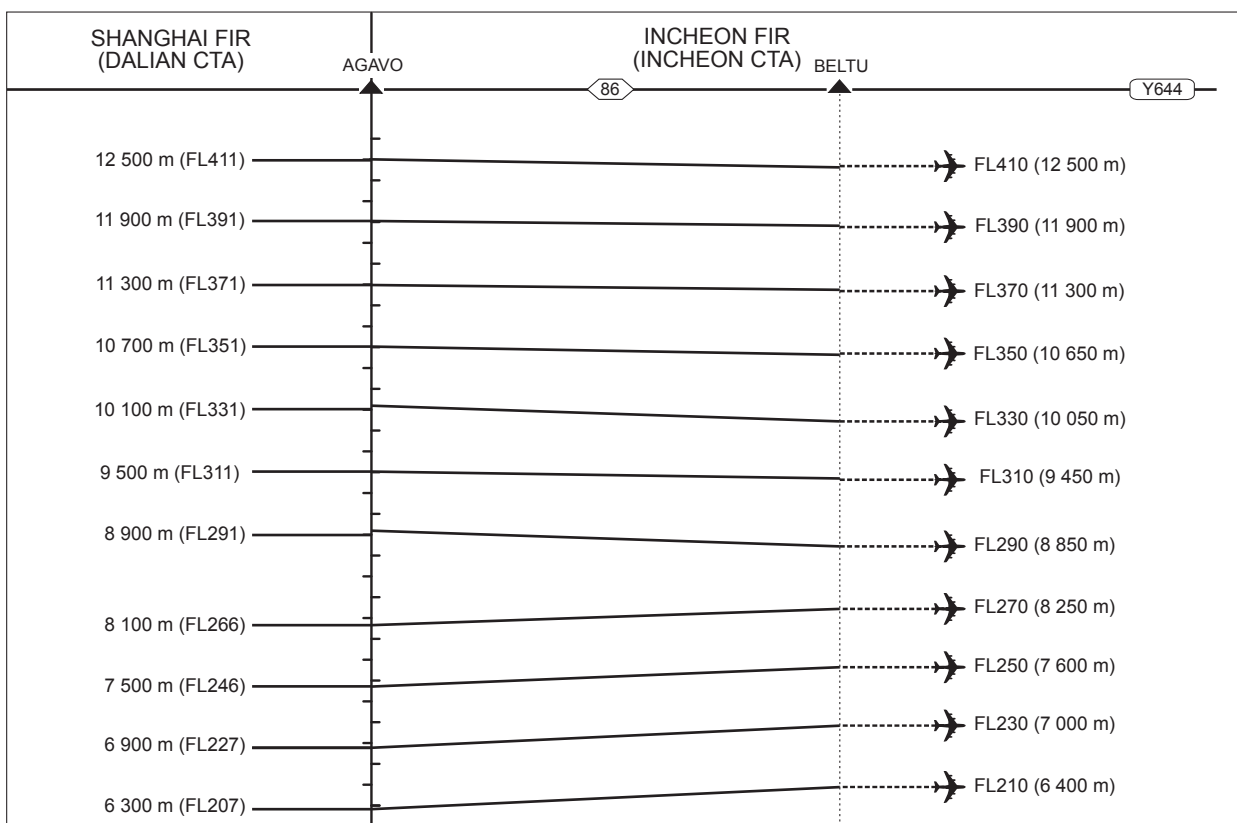 SHANGHAI FIR
(DALIAN CTA)
AGAVO
INCHEON FIR
(INCHEON CTA)
BELTU
86
Y644
12 500 m (FL411)
FL410 (12 500 m)
11 900 m (FL391)
FL390 (11 900 m)
11 300 m (FL371)
FL370 (11 300 m)
10 700 m (FL351)
FL350 (10 650 m)
10 100 m (FL331)
FL330 (10 050 m)
9 500 m (FL311)
FL310 (9 450 m)
8 900 m (FL291)
FL290 (8 850 m)
8 100 m (FL266)
FL270 (8 250 m)
7 500 m (FL246)
FL250 (7 600 m)
6 900 m (FL227)
FL230 (7 000 m)
6 300 m (FL207)
FL210 (6 400 m)